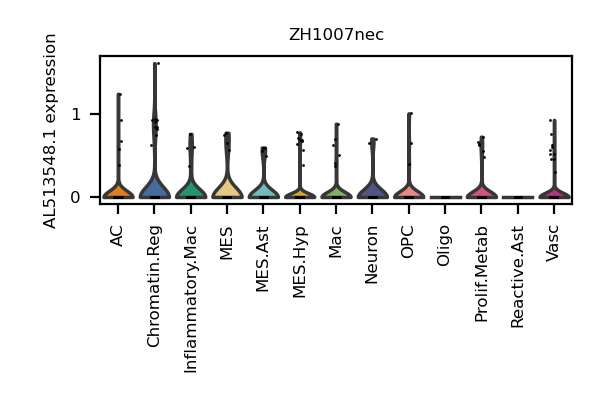 ZH1007nec
AL513548.1 expression
1
0
AC
Chromatin.Reg
Inflammatory.Mac
MES
MES.Ast
MES.Hyp
Mac
Neuron
OPC
Oligo
Prolif.Metab
Reactive.Ast
Vasc